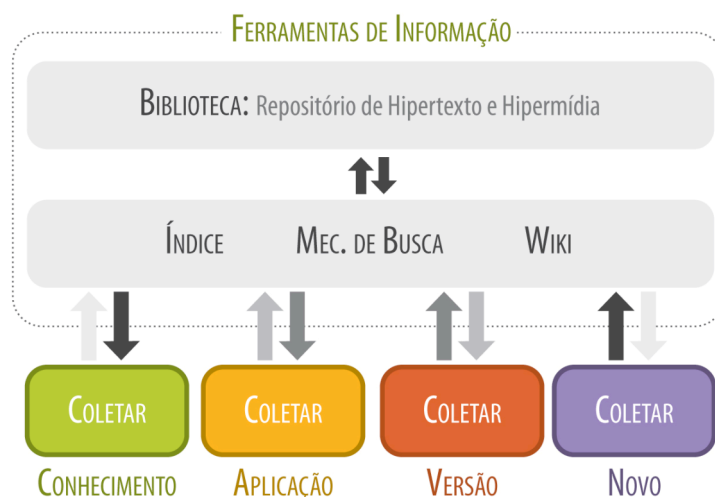 Ferramentas de Informação
Biblioteca: Repositório de Hipertexto e Hipermídia
Índice Mec. de Busca Wiki
Coletar Coletar Coletar Coletar
Conhecimento Aplicação Versão Novo